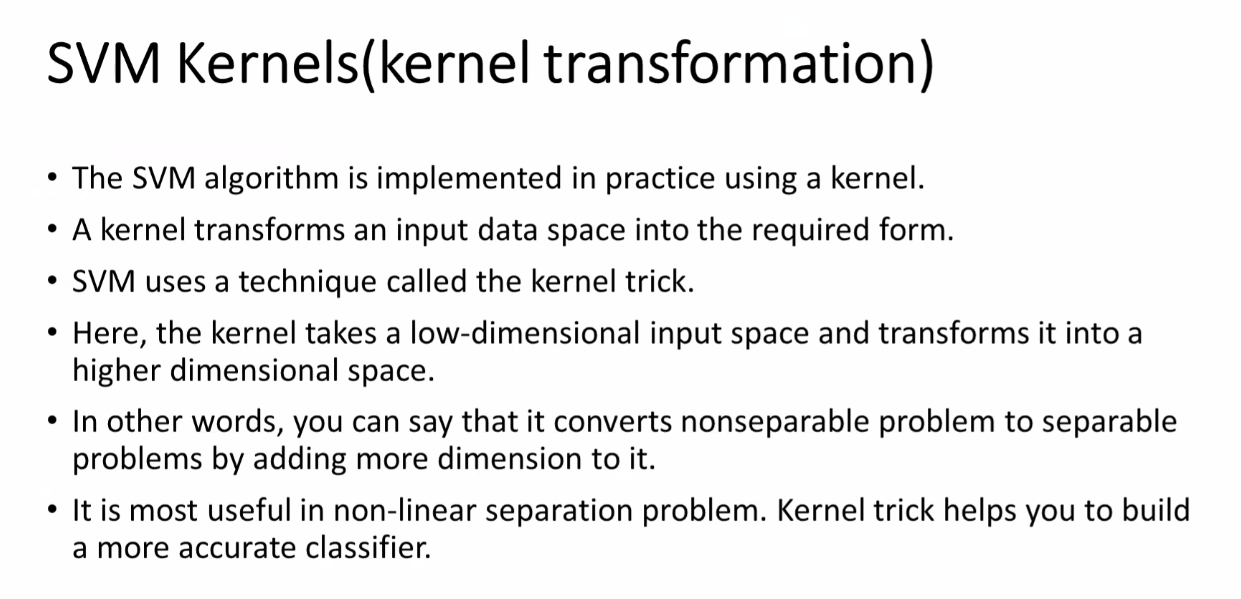 SVM Kernels(kernel transformation)
• The SVM algorithm is implemented in practice using a kernel.
• A kernel transforms an input data space into the required form.
• SVM uses a technique called the kernel trick.
• Here, the kernel takes a low-dimensional input space and transforms it into a
higher dimensional space.
• In other words, you can say that it converts nonseparable problem to separable
problems by adding more dimension to it.
• It is most useful in non-linear separation problem. Kernel trick helps you to build
a more accurate classifier.